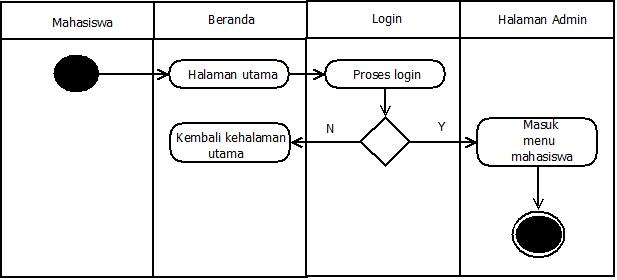 Mahasiswa
Beranda
Login
Halaman Admin
Halaman utama
Proses login
N
Y
Kembali kehalaman
utama
Masuk
menu
mahasiswa